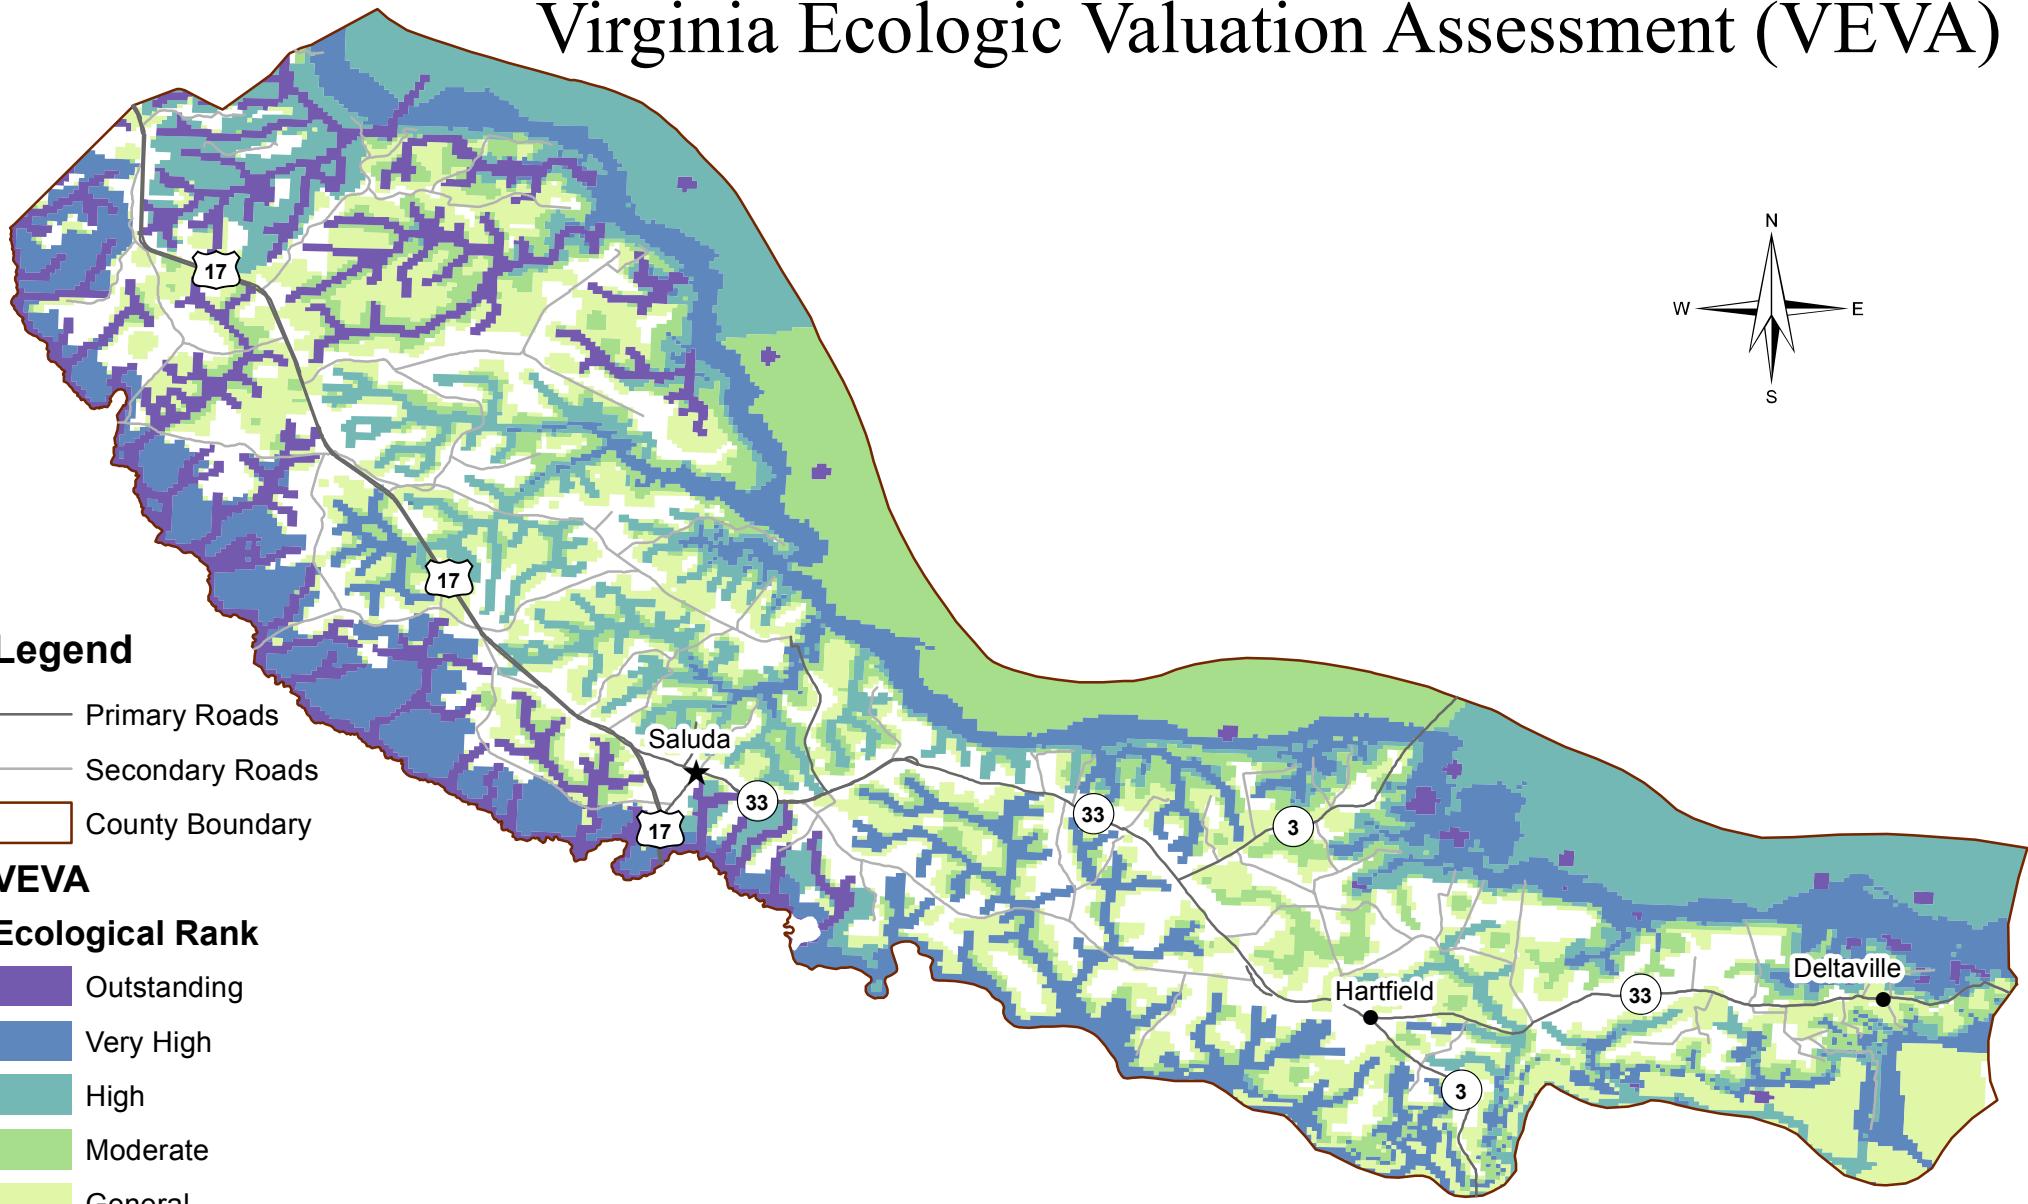 Virginia Ecologic Valuation Assessment (VEVA)
N
W
E
S
17
17
Legend
Primary Roads
Saluda
Secondary Roads
33
33
3
17
County Boundary
VEVA
Ecological Rank
Deltaville
Outstanding
Hartfield
33
Very High
High
3
Moderate
General